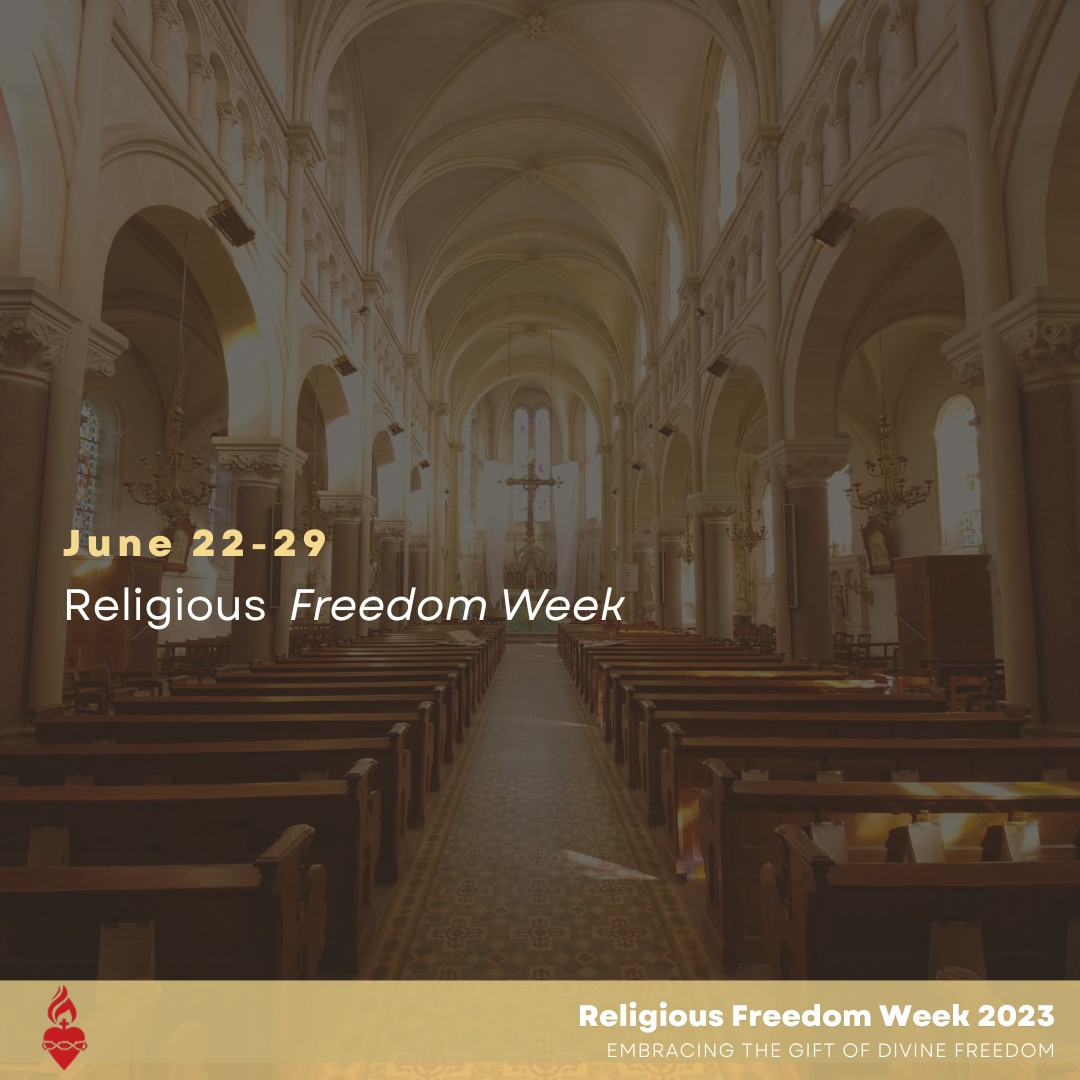 June 22-29
Religious Freedom Week
Religious Freedom Week 2023
EMBRACING THE GIFT OF DIVINE FREEDOM